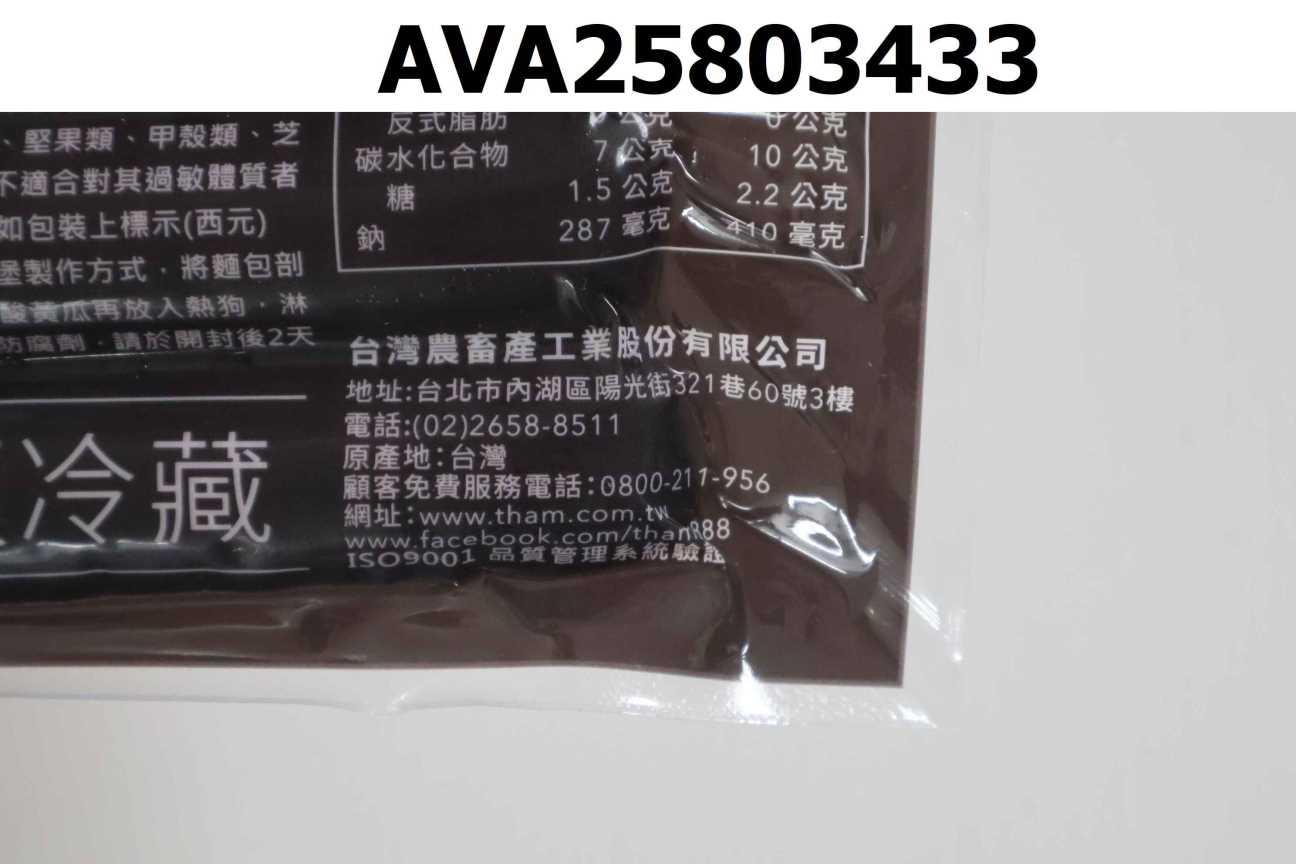 AVA25803433
、堅果類、甲殼類、芝
不適合對其過敏體質者
如包裝上標示(西元)
堡製作方式，將麵包剖
酸黃瓜再放入熱狗，淋
防腐劑，請於開封後2天
冷藏
反式脂肪 0 公克 0 公克
碳水化合物 7 公克 10 公克
糖 1.5 公克 2.2 公克
鈉 287 毫克 410 毫克
台灣農畜產工業股份有限公司
地址:台北市內湖區陽光街321巷60號3樓
電話:(02)2658-8511
原產地:台灣
顧客免費服務電話:0800-211-956
網址:www.tham.com.tw
www.facebook.com/tham888
ISO9001 品質管理系統驗證